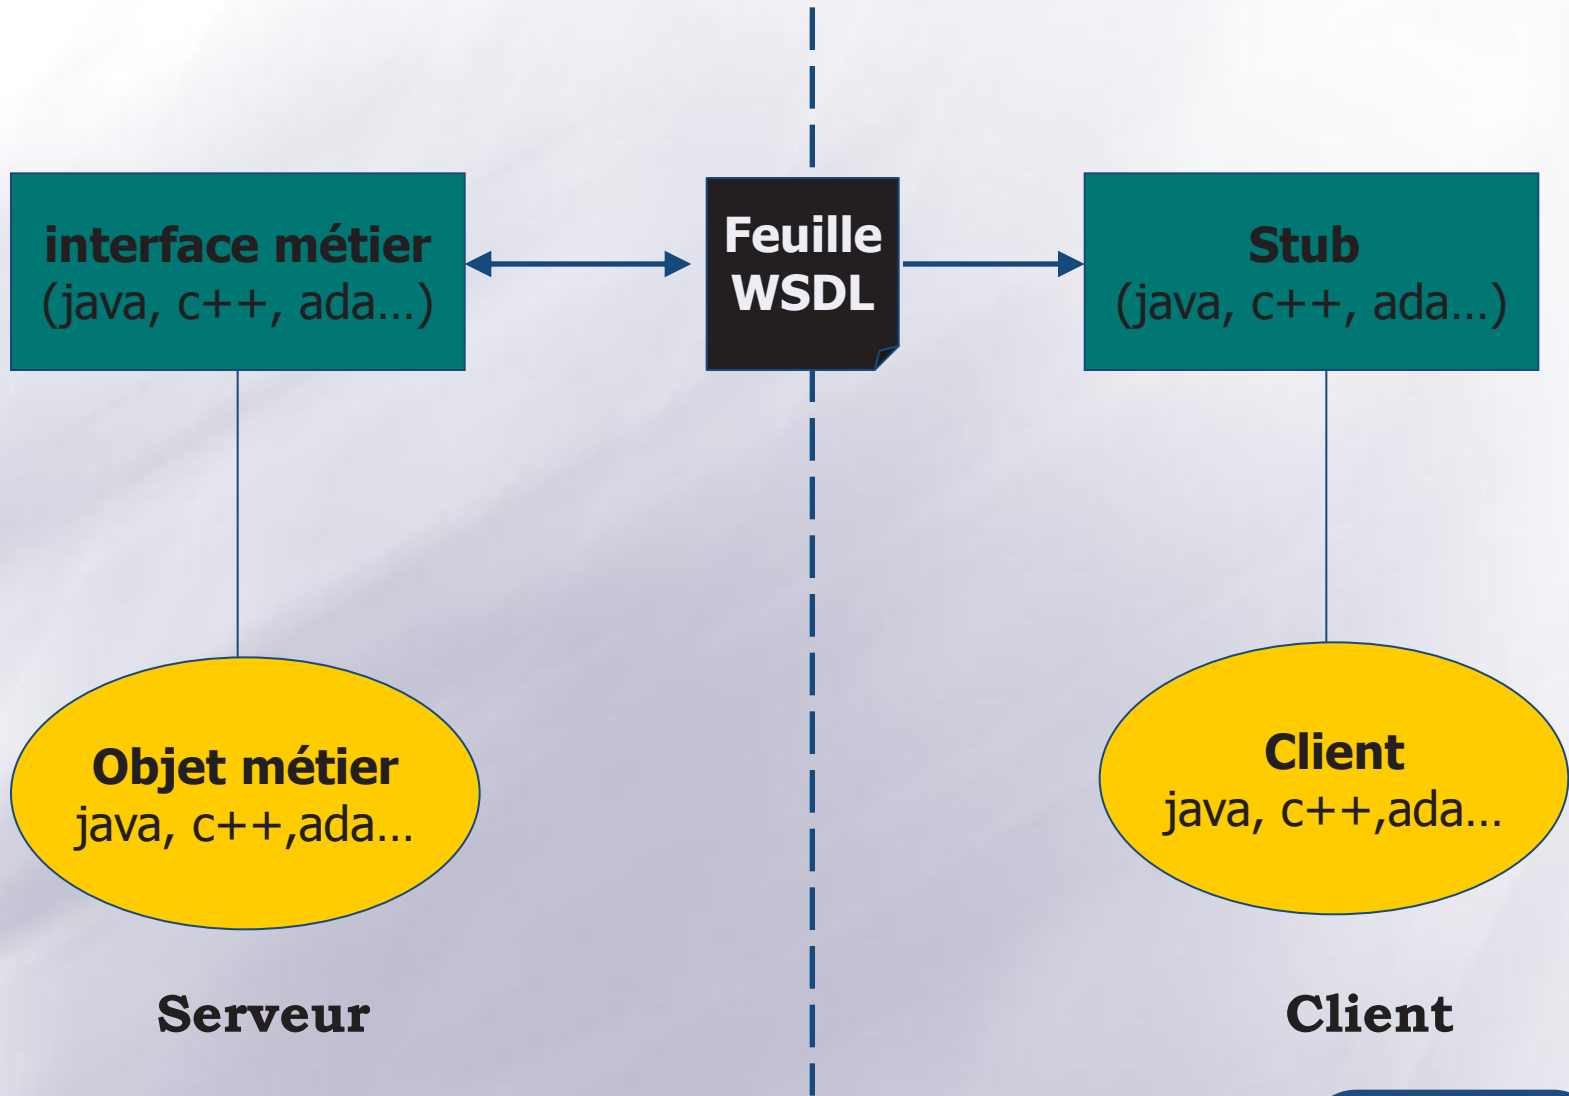 interface métier
(java, c++, ada...)
Feuille
WSDL
Stub
(java, c++, ada...)
Objet métier
java, c++,ada...
Client
java, c++,ada...
Serveur
Client